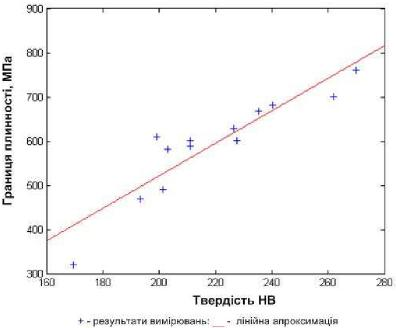 900
800
700
600
500
400
300
Границя плинності, МПа
160 180 200 220 240 260 280
Твердість НВ
+ - результати вимірювань: __ - лінійна апроксимація